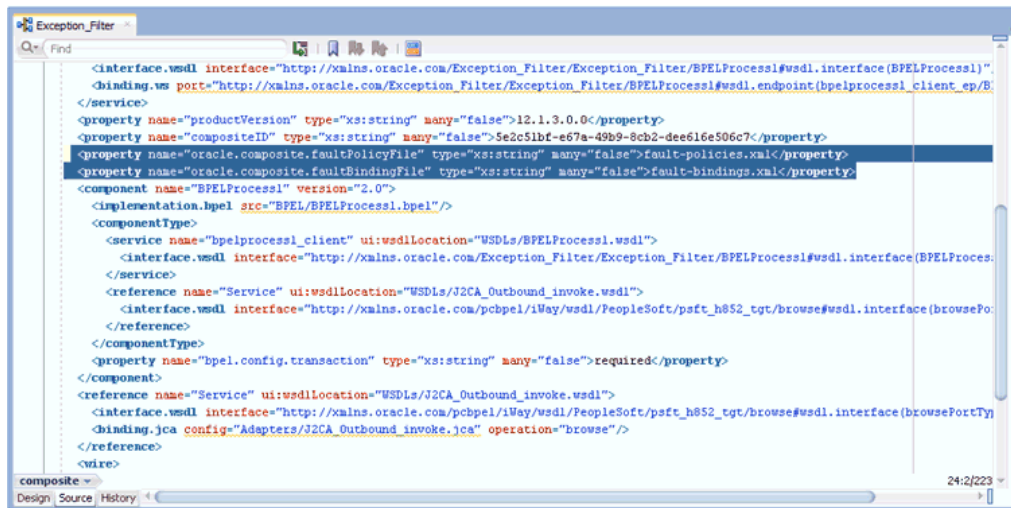 Exception_Filter
Find
<interface.wsdl interface="http://xmlns.oracle.com/Exception_Filter/Exception_Filter/BPELProcess1#wsdl.interface(BPELProcess1)"
<binding.ws port="http://xmlns.oracle.com/Exception_Filter/Exception_Filter/BPELProcess1#wsdl.endpoint(bpelprocess1_client_ep/B
</service>
<property name="productVersion" type="xs:string" many="false">12.1.3.0.0</property>
<property name="compositeID" type="xs:string" many="false">5e2c51bf-e67a-49b9-8cb2-dee616e506c7</property>
<property name="oracle.composite.faultPolicyFile" type="xs:string" many="false">fault-policies.xml</property>
<property name="oracle.composite.faultBindingFile" type="xs:string" many="false">fault-bindings.xml</property>
<component name="BPELProcess1" version="2.0">
<implementation.bpel src="BPEL/BPELProcess1.bpel"/>
<componentType>
<service name="bpelprocess1_client" ui:wsdlLocation="WSDLs/BPELProcess1.wsdl">
<interface.wsdl interface="http://xmlns.oracle.com/Exception_Filter/Exception_Filter/BPELProcess1#wsdl.interface(BPELProces
</service>
<reference name="Service" ui:wsdlLocation="WSDLs/J2CA_Outbound_invoke.wsdl">
<interface.wsdl interface="http://xmlns.oracle.com/pcbpel/iWay/wsdl/PeopleSoft/psft_h852_tgt/browse#wsdl.interface(browsePo
</reference>
</componentType>
<property name="bpel.config.transaction" type="xs:string" many="false">required</property>
</component>
<reference name="Service" ui:wsdlLocation="WSDLs/J2CA_Outbound_invoke.wsdl">
<interface.wsdl interface="http://xmlns.oracle.com/pcbpel/iWay/wsdl/PeopleSoft/psft_h852_tgt/browse#wsdl.interface(browsePortTy
<binding.jca config="Adapters/J2CA_Outbound_invoke.jca" operation="browse"/>
</reference>
<wire>
composite 24:2/223
Design Source History